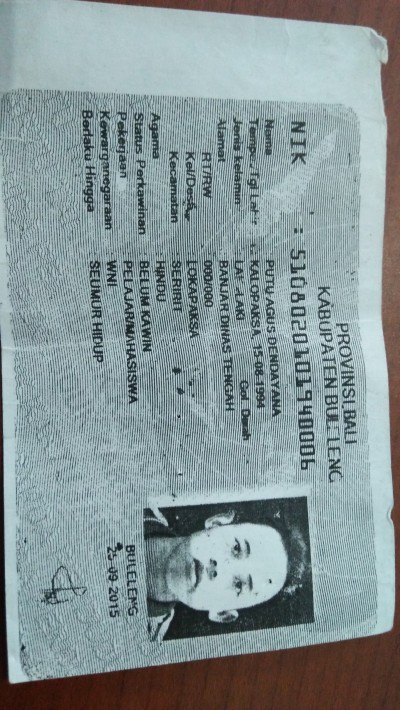 PROVINSI BALI
KABUPATEN BULELENG
NIK : 5108020101940006
Nama PUTU AGUS DENDAYANA
Tempat/Tgl Lahir : KALOPAKSA, 15-08-1994
Jenis kelamin LAKI-LAKI Gol Darah
Alamat BANJAR DINAS TENGAH
RT/RW 000/000
Kel/Desa LOKAPAKSA
Kecamatan SERIRIT
Agama : HINDU
Status Perkawinan BELUM KAWIN
Pekerjaan PELAJAR/MAHASISWA
Kewarganegaraan WNI
Berlaku Hingga SEUMUR HIDUP
BULELENG
25-09-2015